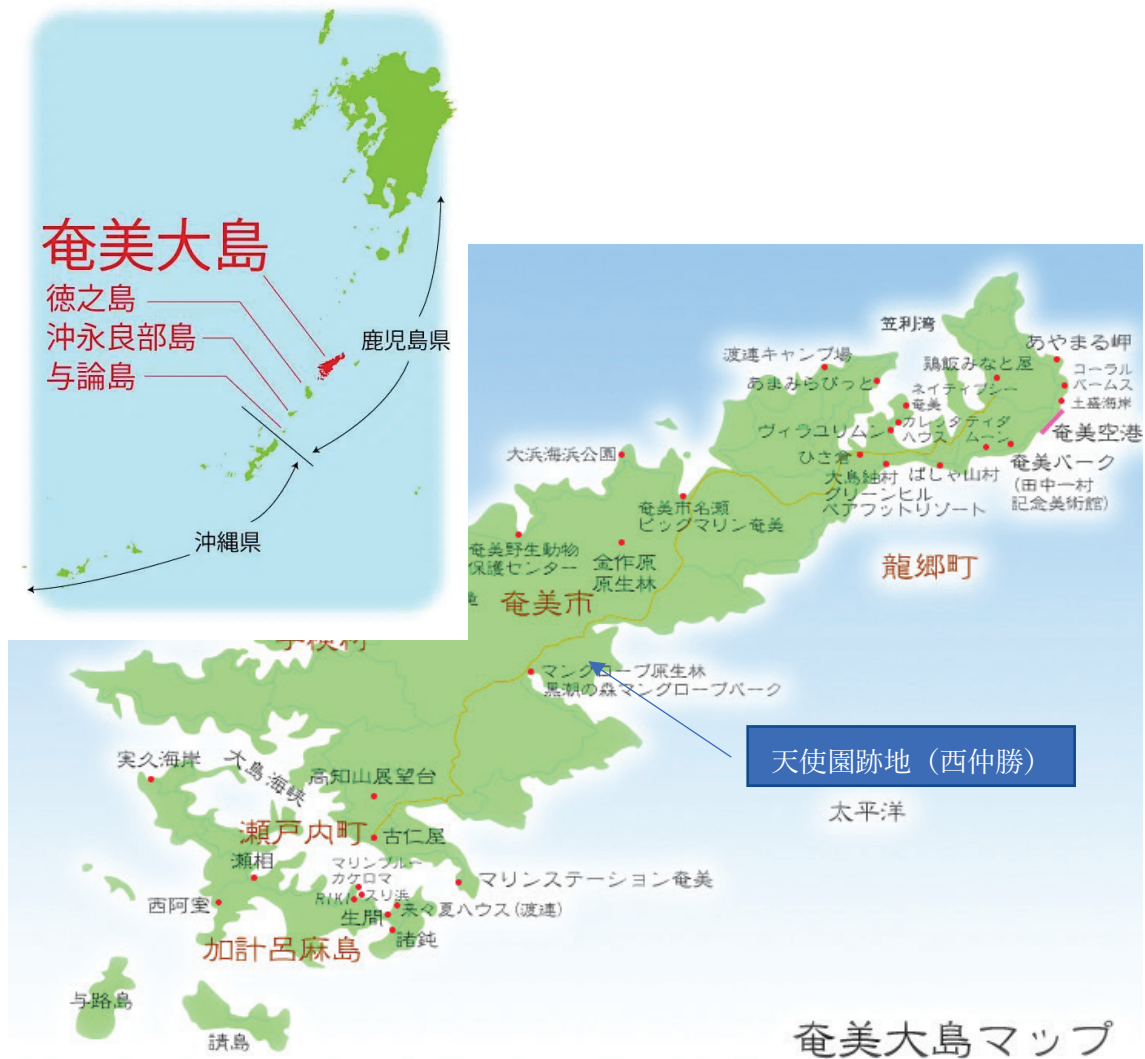 奄美大島
徳之島
沖永良部島
与論島
鹿児島県
沖縄県
笠利湾
あやまる岬
渡連キャンプ場
鶏飯みなと屋
コーラル
パームス
あまみらびっと
ネイティブシー
奄美
土盛海岸
ヴィラユリムン
カレッタ
ハウス
ティダ
ムーン
奄美空港
大浜海浜公園
ひさ倉
奄美パーク
(田中一村
記念美術館)
大島紬村
ばしゃ山村
グリーンヒル
ベアフットリゾート
奄美市名瀬
ビッグマリン奄美
奄美野生動物
保護センター
金作原
原生林
龍郷町
奄美市
マングローブ原生林
黒潮の森マングローブパーク
天使園跡地(西仲勝)
実久海岸
大島海峡
高知山展望台
太平洋
瀬戸内町
古仁屋
瀬相
マリンブルー
カケロマ
マリンステーション奄美
西阿室
RIKI
スリ浜
来々夏ハウス(渡連)
生間
諸鈍
加計呂麻島
与路島
請島
奄美大島マップ